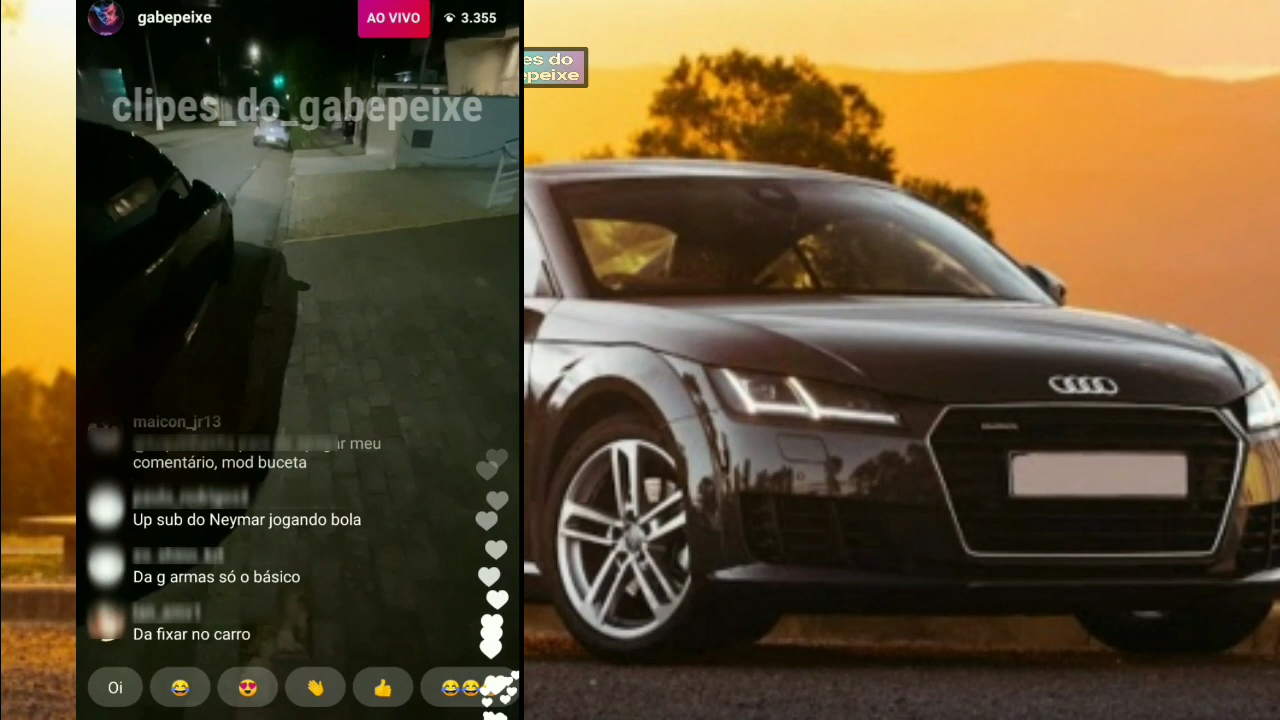 gabepeixe
AO VIVO
3.355
es do
epeixe
clipes_do_gabepeixe
maicon_jr13
ar meu
comentário, mod buceta
Up sub do Neymar jogando bola
Da g armas só o básico
Da fixar no carro
Oi